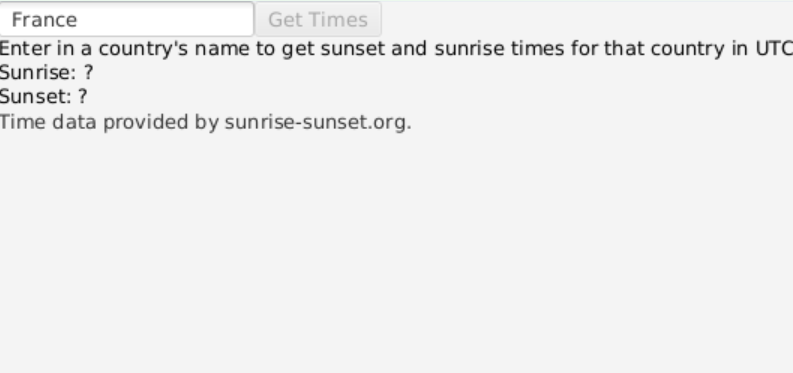 France Get Times
Enter in a country's name to get sunset and sunrise times for that country in UTC
Sunrise: ?
Sunset: ?
Time data provided by sunrise-sunset.org.